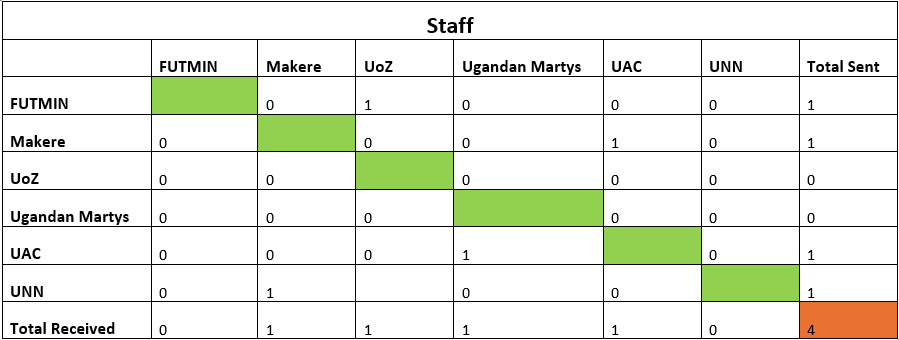 Staff
FUTMIN Makere UoZ Ugandan Martys UAC UNN Total Sent
FUTMIN 0 1 0 0 0 1
Makere 0 0 0 1 0 1
UoZ 0 0 0 0 0 0
Ugandan Martys 0 0 0 0 0 0
UAC 0 0 0 1 0 1
UNN 0 1 0 0 1
Total Received 0 1 1 1 1 0 4